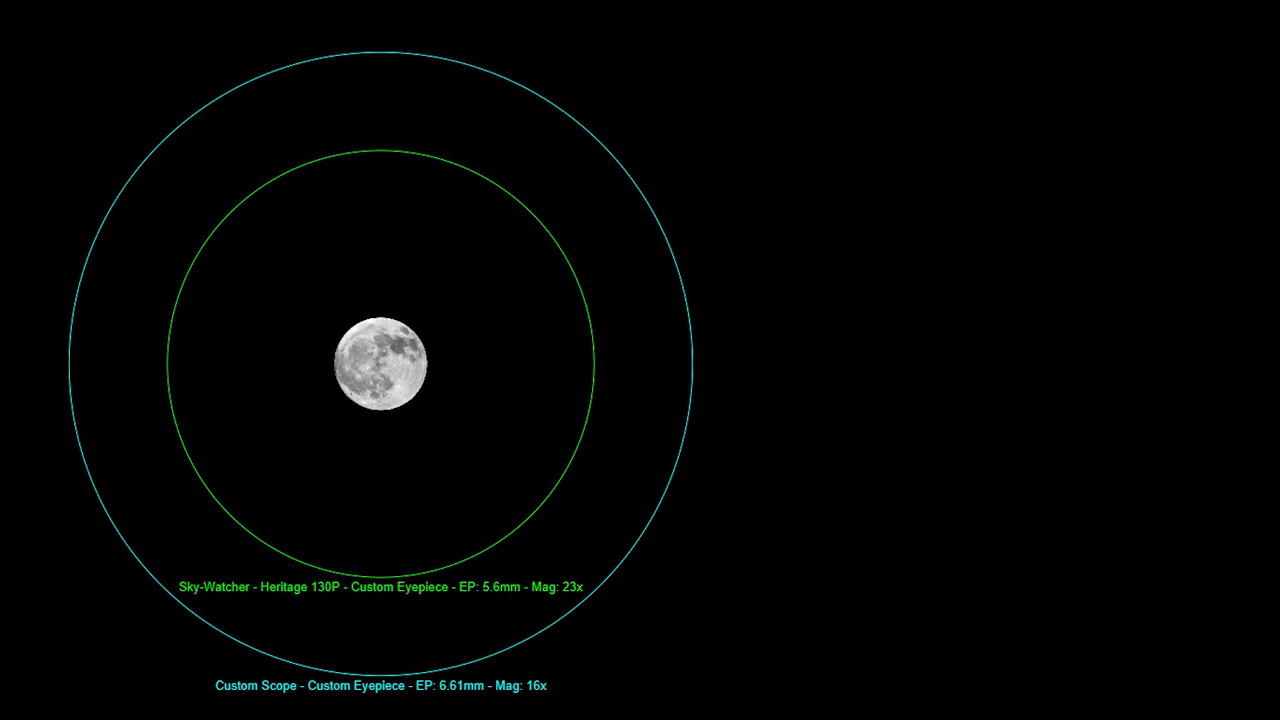 Sky-Watcher - Heritage 130P - Custom Eyepiece - EP: 5.6mm - Mag: 23x
Custom Scope - Custom Eyepiece - EP: 6.61mm - Mag: 16x